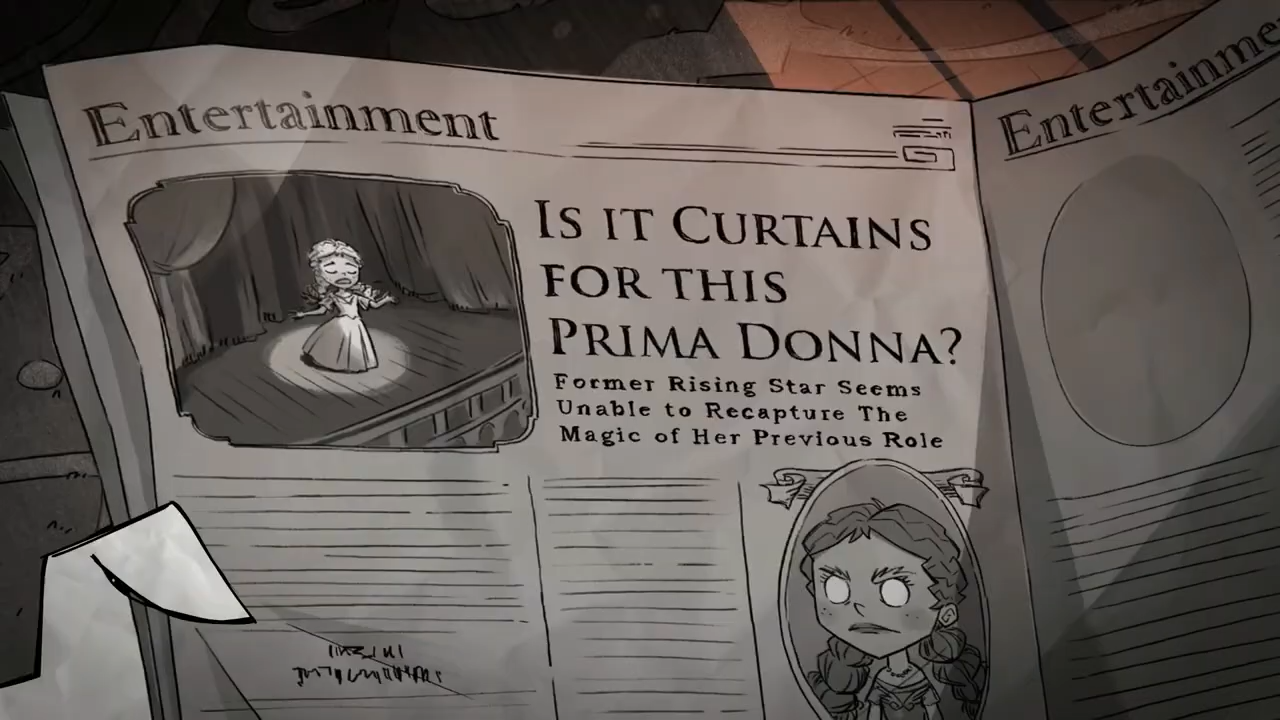 Entertainment
Is it Curtains
for this
Prima Donna?
Former Rising Star Seems
Unable to Recapture The
Magic of Her Previous Role
Entertainme